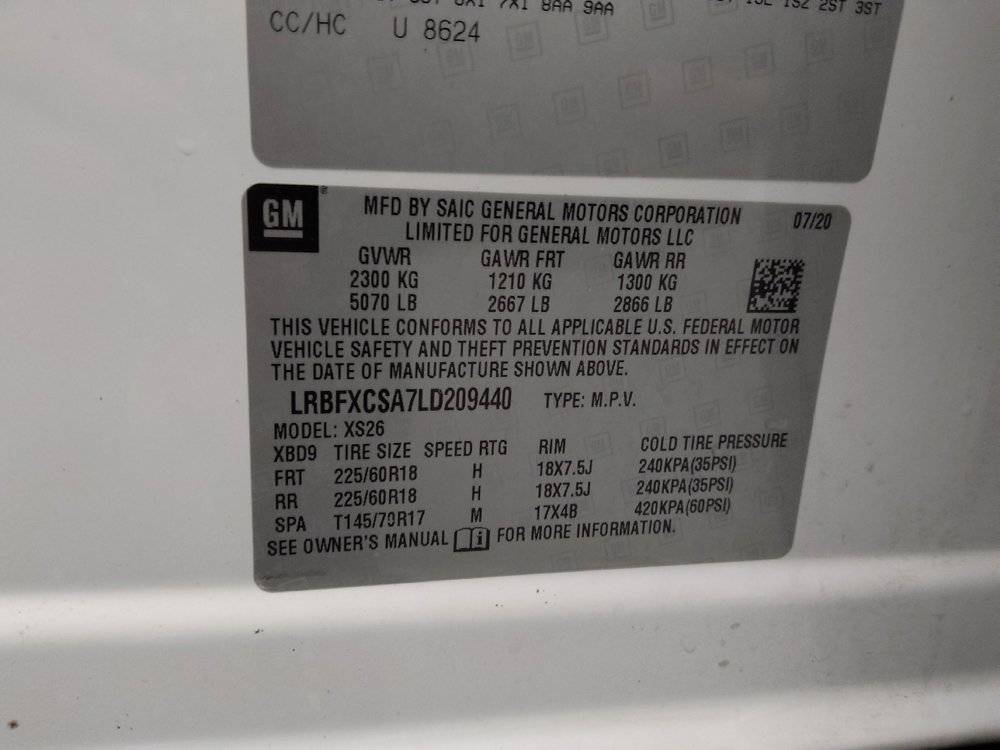 8AA 9AA
1SZ 2ST 3ST
CC/HC U 8624
GM
MFD BY SAIC GENERAL MOTORS CORPORATION 07/20
LIMITED FOR GENERAL MOTORS LLC
GVWR GAWR FRT GAWR RR
2300 KG 1210 KG 1300 KG
5070 LB 2667 LB 2866 LB
THIS VEHICLE CONFORMS TO ALL APPLICABLE U.S. FEDERAL MOTOR
VEHICLE SAFETY AND THEFT PREVENTION STANDARDS IN EFFECT ON
THE DATE OF MANUFACTURE SHOWN ABOVE.
LRBFXCSA7LD209440 TYPE: M.P.V.
MODEL: XS26
XBD9 TIRE SIZE SPEED RTG RIM COLD TIRE PRESSURE
FRT 225/60R18 H 18X7.5J 240KPA(35PSI)
RR 225/60R18 H 18X7.5J 240KPA(35PSI)
SPA T145/70R17 M 17X4B 420KPA(60PSI)
SEE OWNER'S MANUAL i FOR MORE INFORMATION.